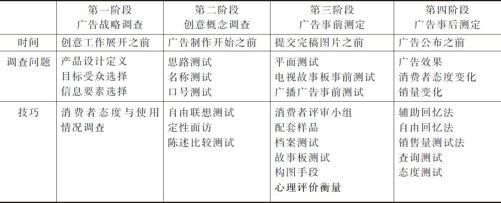 第一阶段 第二阶段 第三阶段 第四阶段
广告战略调查 创意概念调查 广告事前测定 广告事后测定
时间 创意工作展开之前 广告制作开始之前 提交完稿图片之前 广告公布之前
调查问题 产品设计定义 思路测试 平面测试 广告效果
目标受众选择 名称测试 电视故事板事前测试 消费者态度变化
信息要素选择 口号测试 广播广告事前测试 销量变化
技巧 消费者态度与使用 自由联想测试 消费者评审小组 辅助回忆法
情况调查 定性面访 配套样品 自由回忆法
陈述比较测试 档案测试 销售量测试法
故事板测试 查询测试
构图手段 态度测试
心理评价衡量